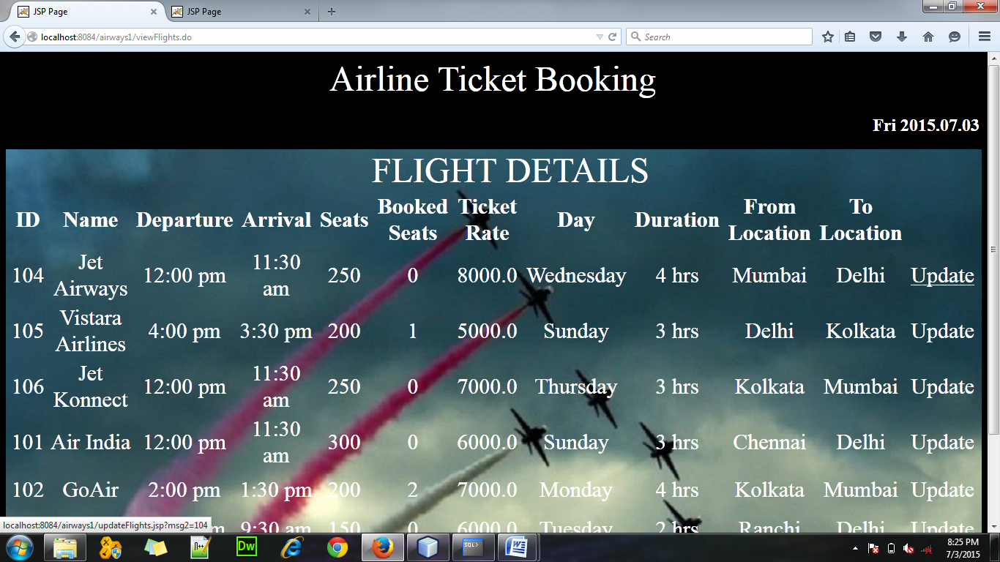 JSP Page
JSP Page
localhost:8084/airways1/viewFlights.do
Search
Airline Ticket Booking
Fri 2015.07.03
FLIGHT DETAILS
ID Name Departure Arrival Seats Booked Seats Ticket Rate Day Duration From Location To Location
104 Jet Airways 12:00 pm 11:30 am 250 0 8000.0 Wednesday 4 hrs Mumbai Delhi Update
105 Vistara Airlines 4:00 pm 3:30 pm 200 1 5000.0 Sunday 3 hrs Delhi Kolkata Update
106 Jet Konnect 12:00 pm 11:30 am 250 0 7000.0 Thursday 3 hrs Kolkata Mumbai Update
101 Air India 12:00 pm 11:30 am 300 0 6000.0 Sunday 3 hrs Chennai Delhi Update
102 GoAir 2:00 pm 1:30 pm 200 2 7000.0 Monday 4 hrs Kolkata Mumbai Update
9:30 am 150 0 6000.0 Tuesday 2 hrs Ranchi Delhi Update
localhost:8084/airways1/updateFlights.jsp?msg2=104
Dw
SQL>
8:25 PM
7/3/2015